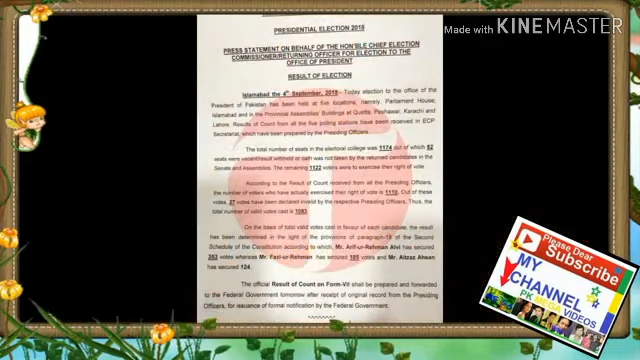 Made with KINEMASTER
PRESIDENTIAL ELECTION 2018
PRESS STATEMENT ON BEHALF OF THE HON'BLE CHIEF ELECTION
COMMISSIONER/RETURNING OFFICER FOR ELECTION TO THE
OFFICE OF PRESIDENT
RESULT OF ELECTION
Islamabad the 4th September, 2018:- Today election to the office of the
President of Pakistan has been held at five locations, namely, Parliament House,
Islamabad and in the Provincial Assemblies' Buildings at Quetta, Peshawar, Karachi and
Lahore. Results of Count from all the five polling stations have been received in ECP
Secretariat, which have been prepared by the Presiding Officers.
The total number of seats in the electoral college was 1174 out of which 52
seats were vacant/result withheld or oath was not taken by the returned candidates in the
Senate and Assemblies. The remaining 1122 voters were to exercise their right of vote.
According to the Result of Count received from all the Presiding Officers,
the number of voters who have actually exercised their right of vote is 1110. Out of these
votes, 27 votes have been declared invalid by the respective Presiding Officers. Thus, the
total number of valid votes cast is 1083.
On the basis of total valid votes cast in favour of each candidate, the result
has been determined in the light of the provisions of paragraph-18 of the Second
Schedule of the Constitution according to which, Mr. Arif-ur-Rehman Alvi has secured
353 votes whereas Mr. Fazl-ur-Rehman has secured 185 votes and Mr. Aitzaz Ahsan
has secured 124.
The official Result of Count on Form-VII shall be prepared and forwarded
to the Federal Government tomorrow after receipt of original record from the Presiding
Officers, for issuance of formal notification by the Federal Government.
Please Dear
Subscribe
MY
CHANNEL
PK MEDIA VIDEOS